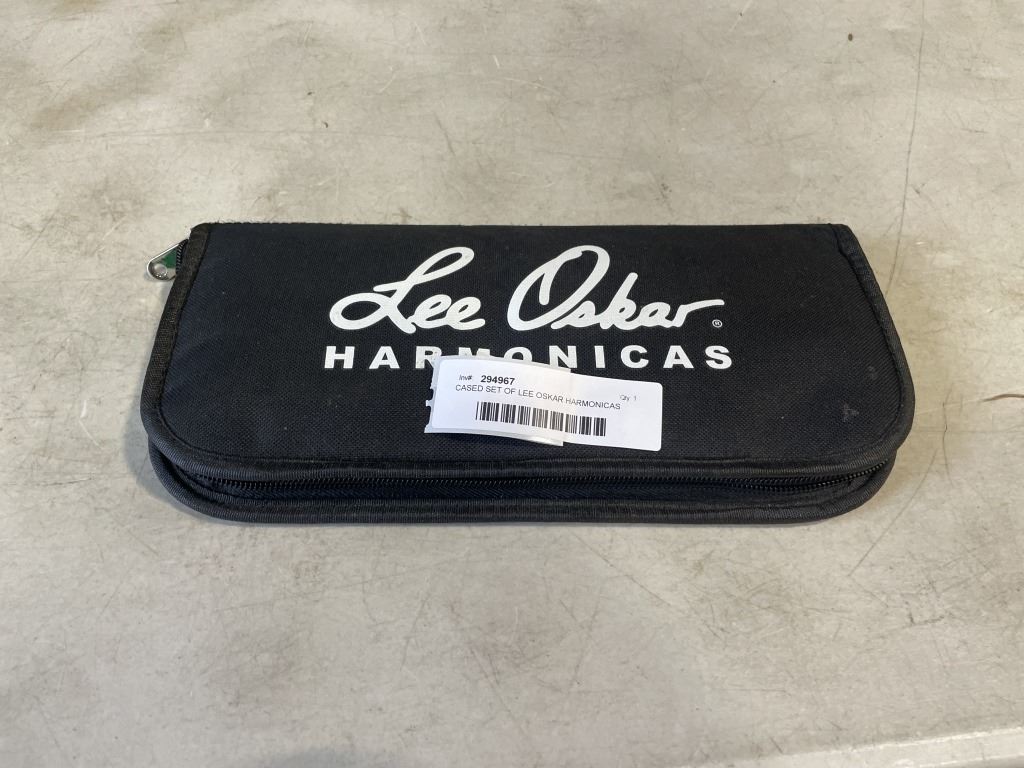 Lee Oskar ®
HARMONICAS
Inv# 294967 Qty 1
CASED SET OF LEE OSKAR HARMONICAS